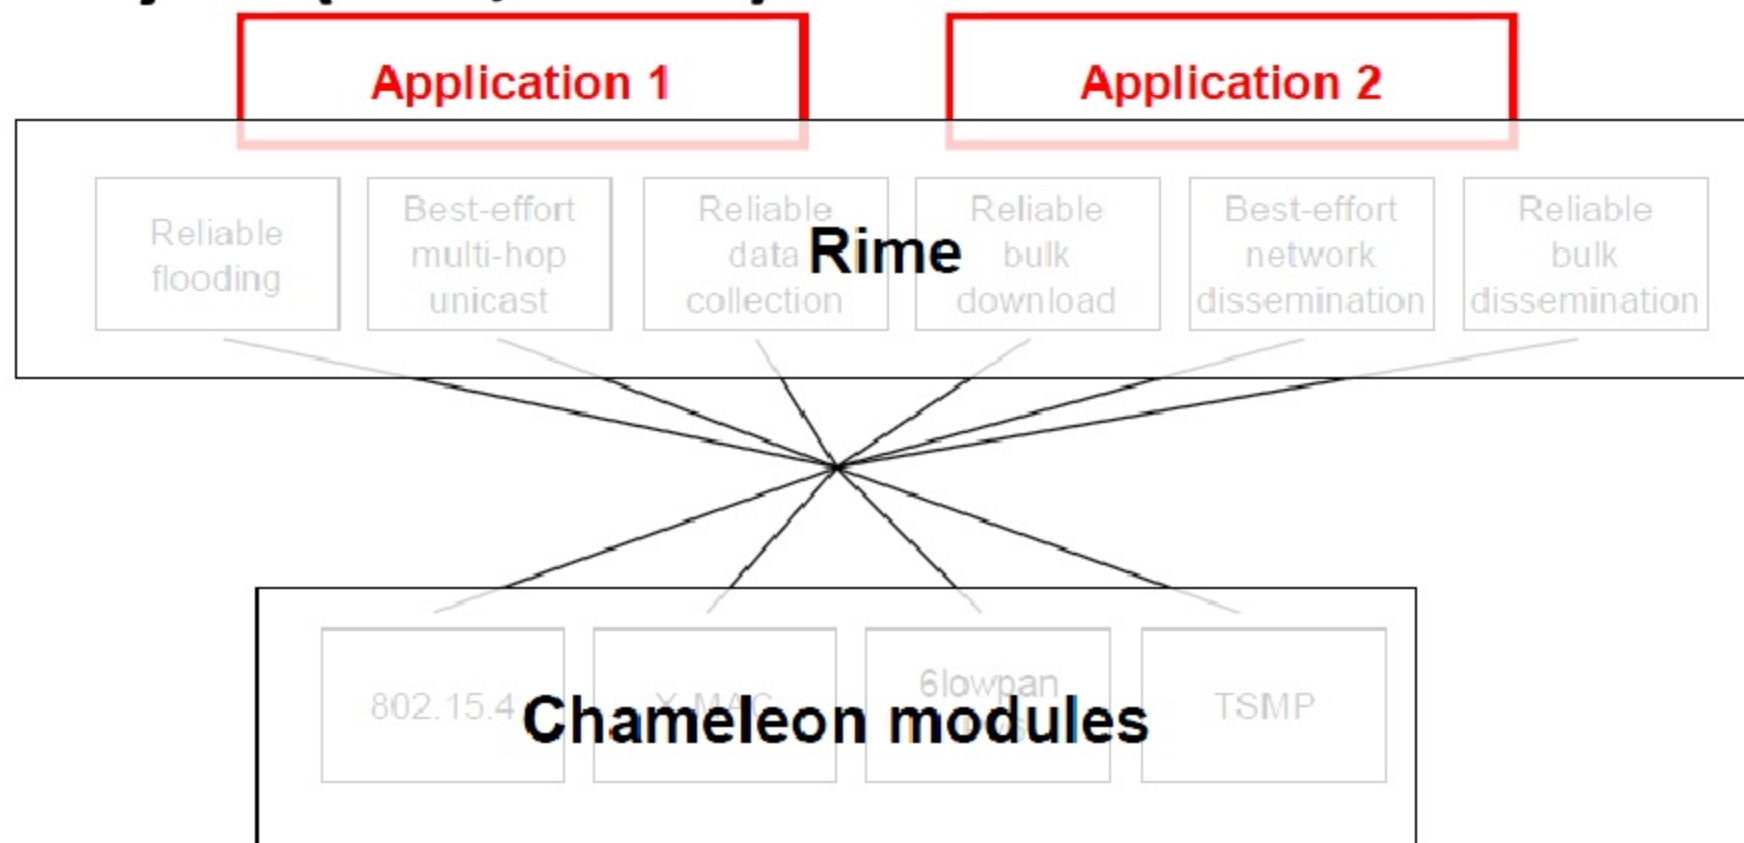 Application 1
Application 2
Reliable
flooding
Best-effort
multi-hop
unicast
Reliable
data
collection
Rime
Reliable
bulk
download
Best-effort
network
dissemination
Reliable
bulk
dissemination
802.15.4
X-MAC
6lowpan
TSMP
Chameleon modules